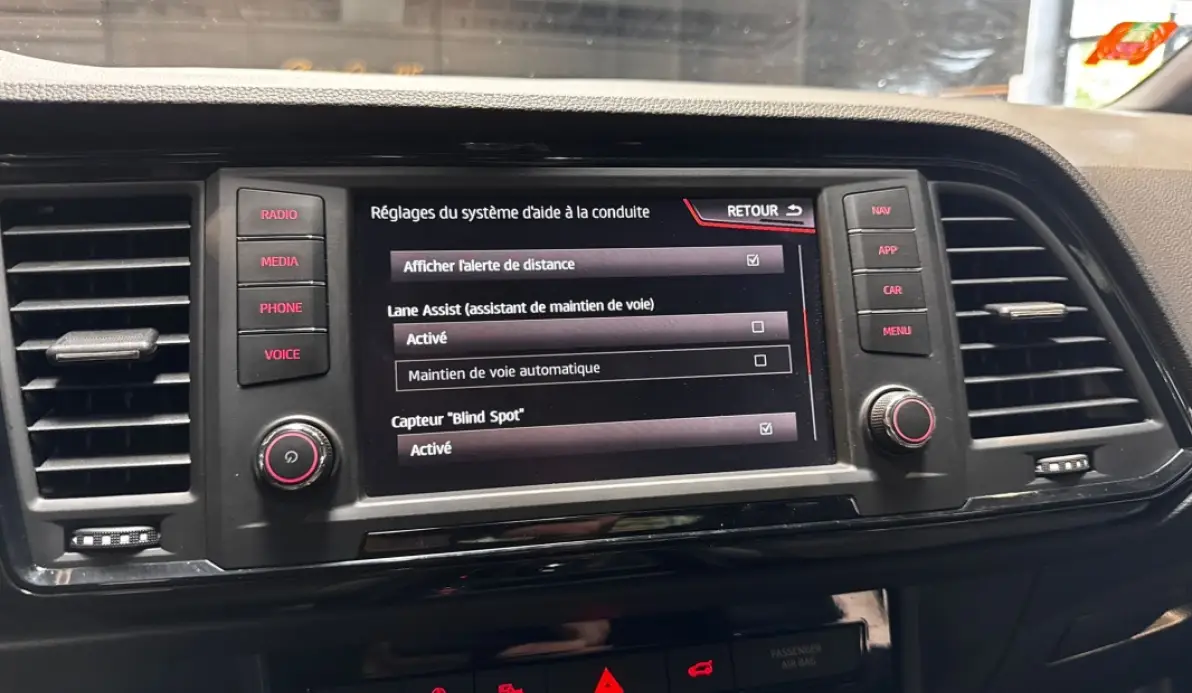 Réglages du système d'aide à la conduite
RETOUR
Afficher l'alerte de distance
Lane Assist (assistant de maintien de voie)
Activé
Maintien de voie automatique
Capteur "Blind Spot"
Activé
RADIO
MEDIA
PHONE
VOICE
NAV
APP
CAR
MENU
PASSENGER
AIR BAG